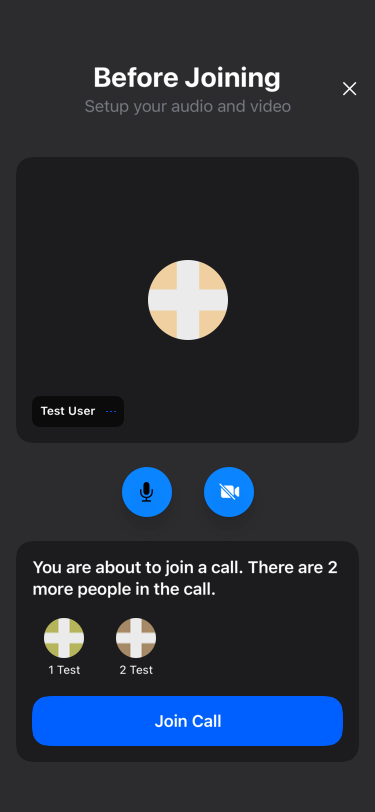 Before Joining
Setup your audio and video
Test User
You are about to join a call. There are 2
more people in the call.
1 Test
2 Test
Join Call